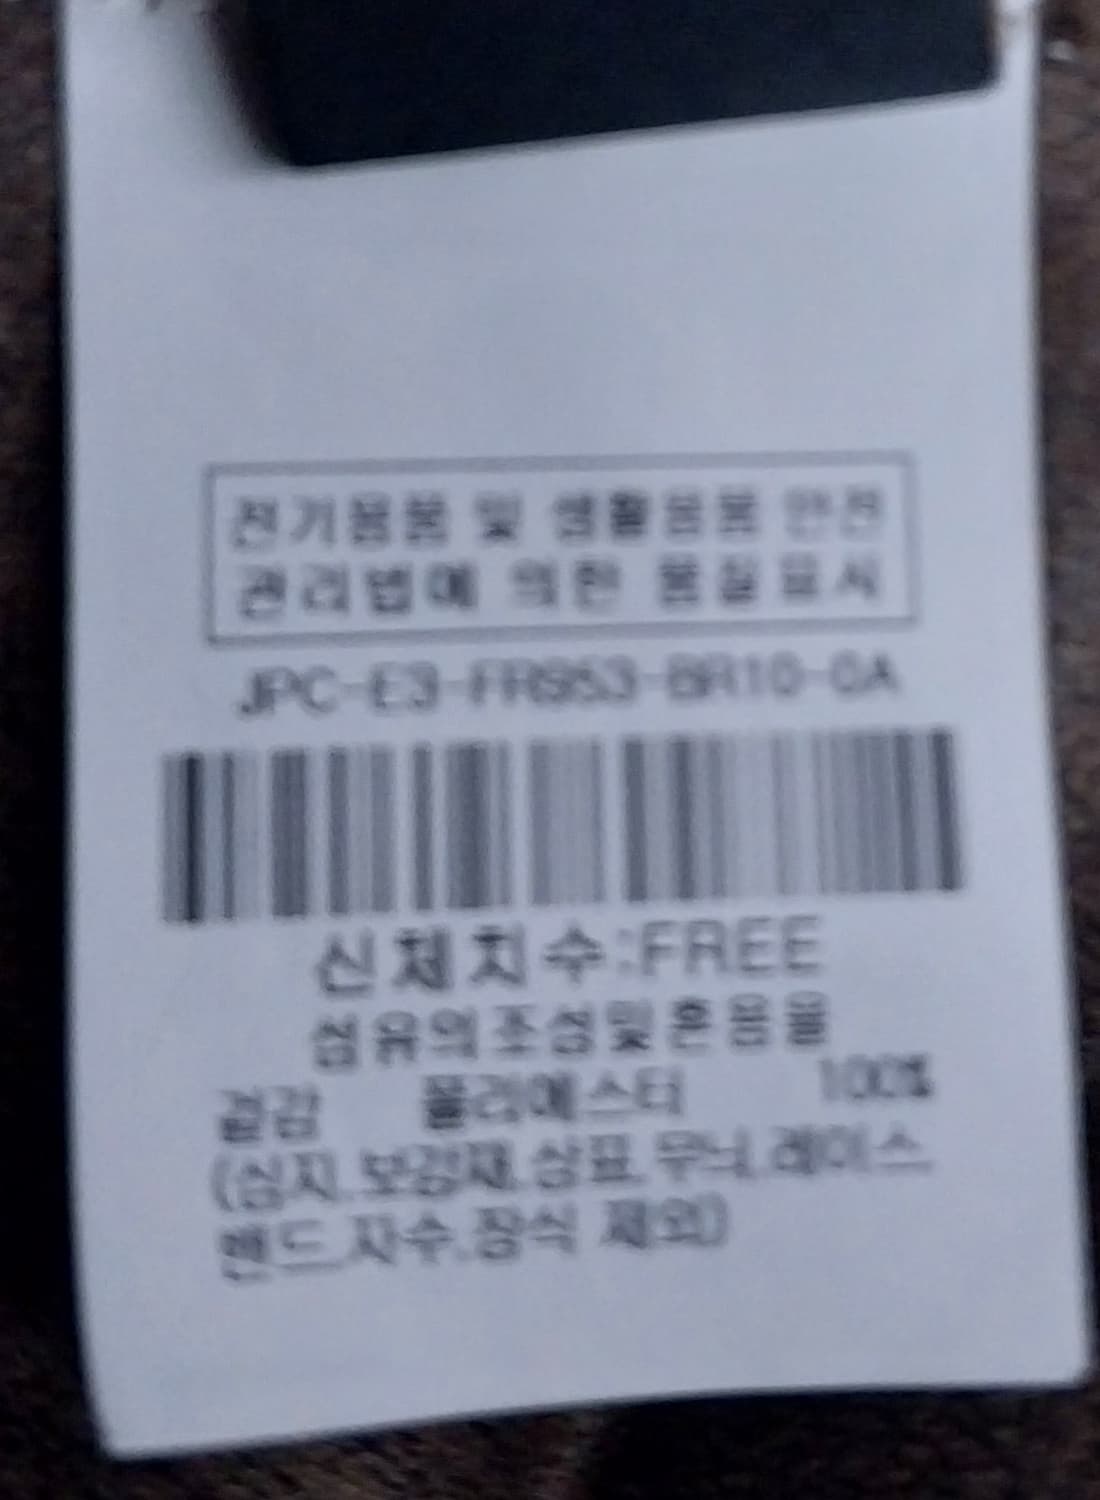 전기용품 및 생활용품 안전
관리법에 의한 품질표시
JPC-E3-FR953-BR10-0A
신체치수:FREE
섬유의조성및혼용율
겉감 폴리에스터 100%
(심지,보강재,상표,무늬,레이스
밴드,자수,장식 제외)